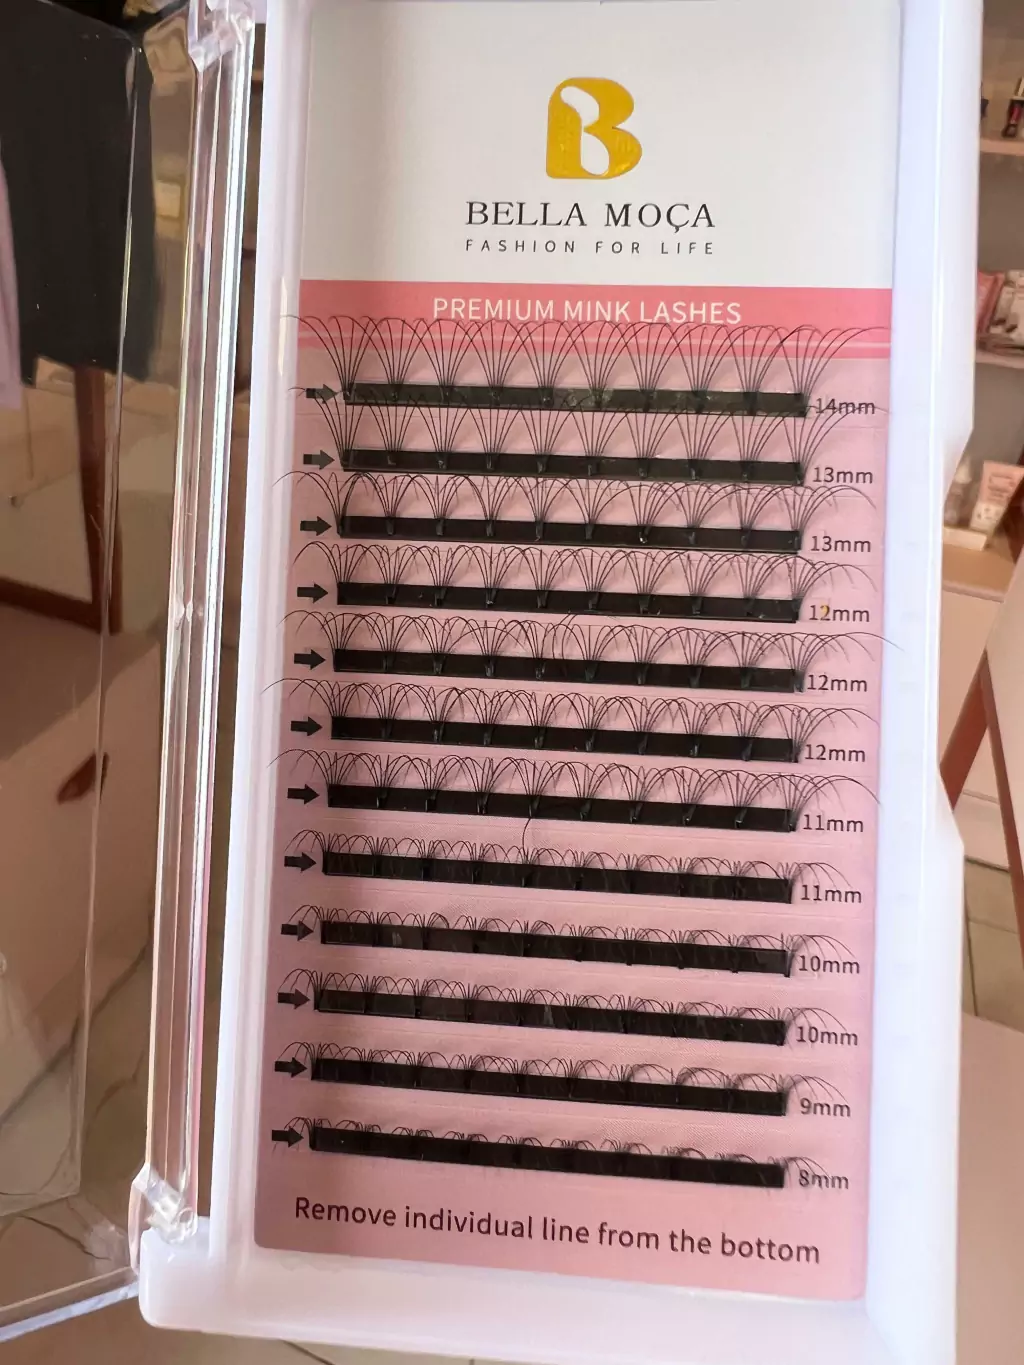 BELLA MOÇA
FASHION FOR LIFE
PREMIUM MINK LASHES
14mm
13mm
13mm
12mm
12mm
12mm
11mm
11mm
10mm
10mm
9mm
8mm
Remove individual line from the bottom